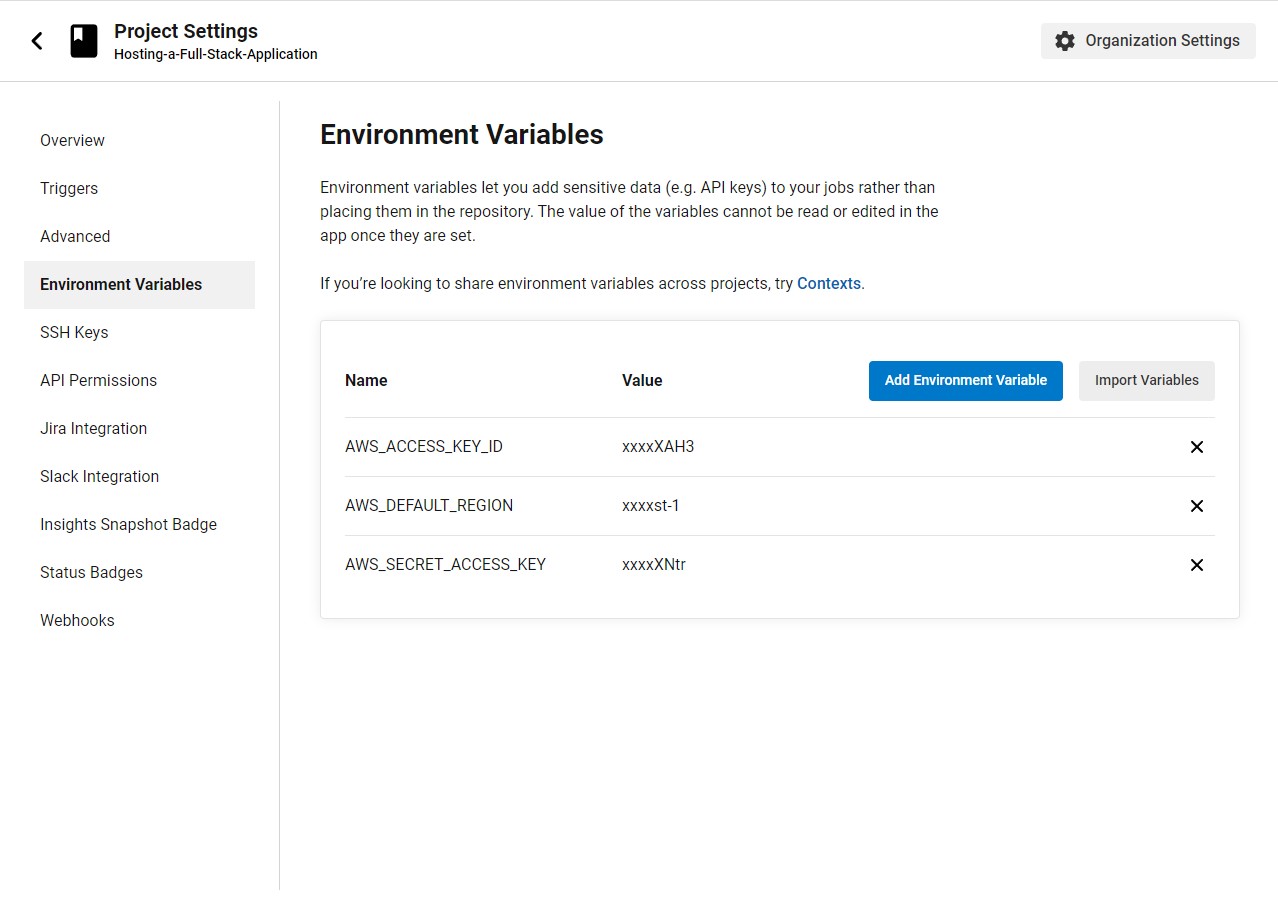 Project Settings
Hosting-a-Full-Stack-Application
Organization Settings
Overview
Triggers
Advanced
Environment Variables
SSH Keys
API Permissions
Jira Integration
Slack Integration
Insights Snapshot Badge
Status Badges
Webhooks
Environment Variables
Environment variables let you add sensitive data (e.g. API keys) to your jobs rather than
placing them in the repository. The value of the variables cannot be read or edited in the
app once they are set.
If you’re looking to share environment variables across projects, try Contexts.
Name Value Add Environment Variable Import Variables
AWS_ACCESS_KEY_ID xxxxXAH3
AWS_DEFAULT_REGION xxxxst-1
AWS_SECRET_ACCESS_KEY xxxxXNtr